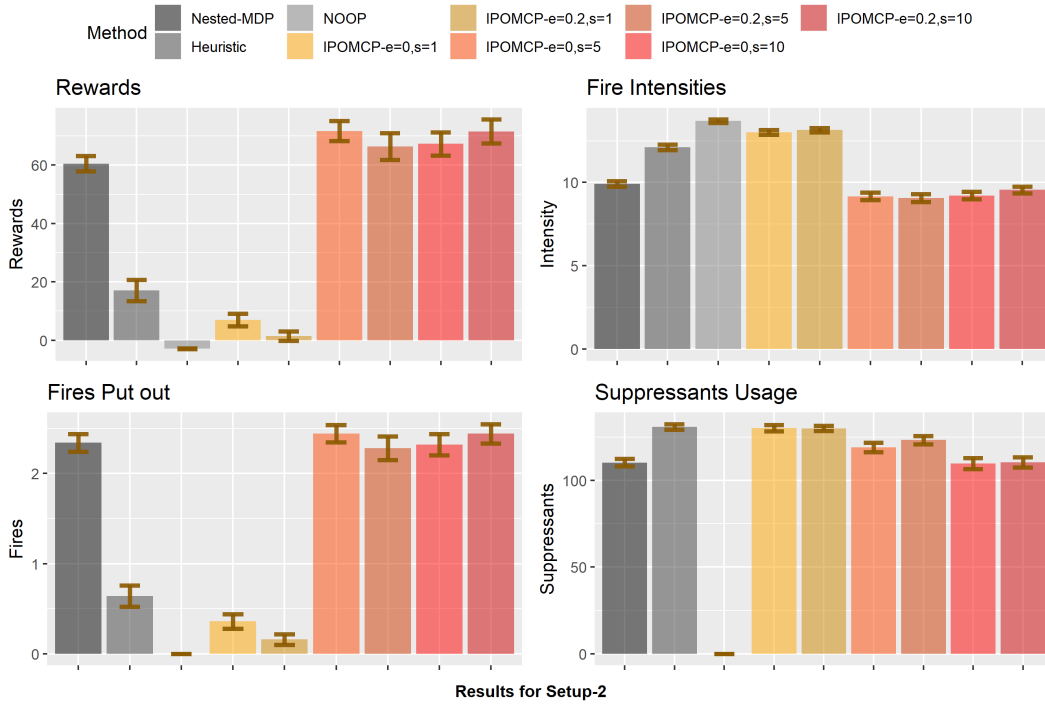 Method
Nested-MDP NOOP IPOMCP-e=0.2,s=1 IPOMCP-e=0.2,s=5 IPOMCP-e=0.2,s=10
Heuristic IPOMCP-e=0,s=1 IPOMCP-e=0,s=5 IPOMCP-e=0,s=10
Rewards
Rewards
60
40
20
0
Fire Intensities
Intensity
10
5
0
Fires Put out
Fires
2
1
0
Suppressants Usage
Suppressants
100
50
0
Results for Setup-2